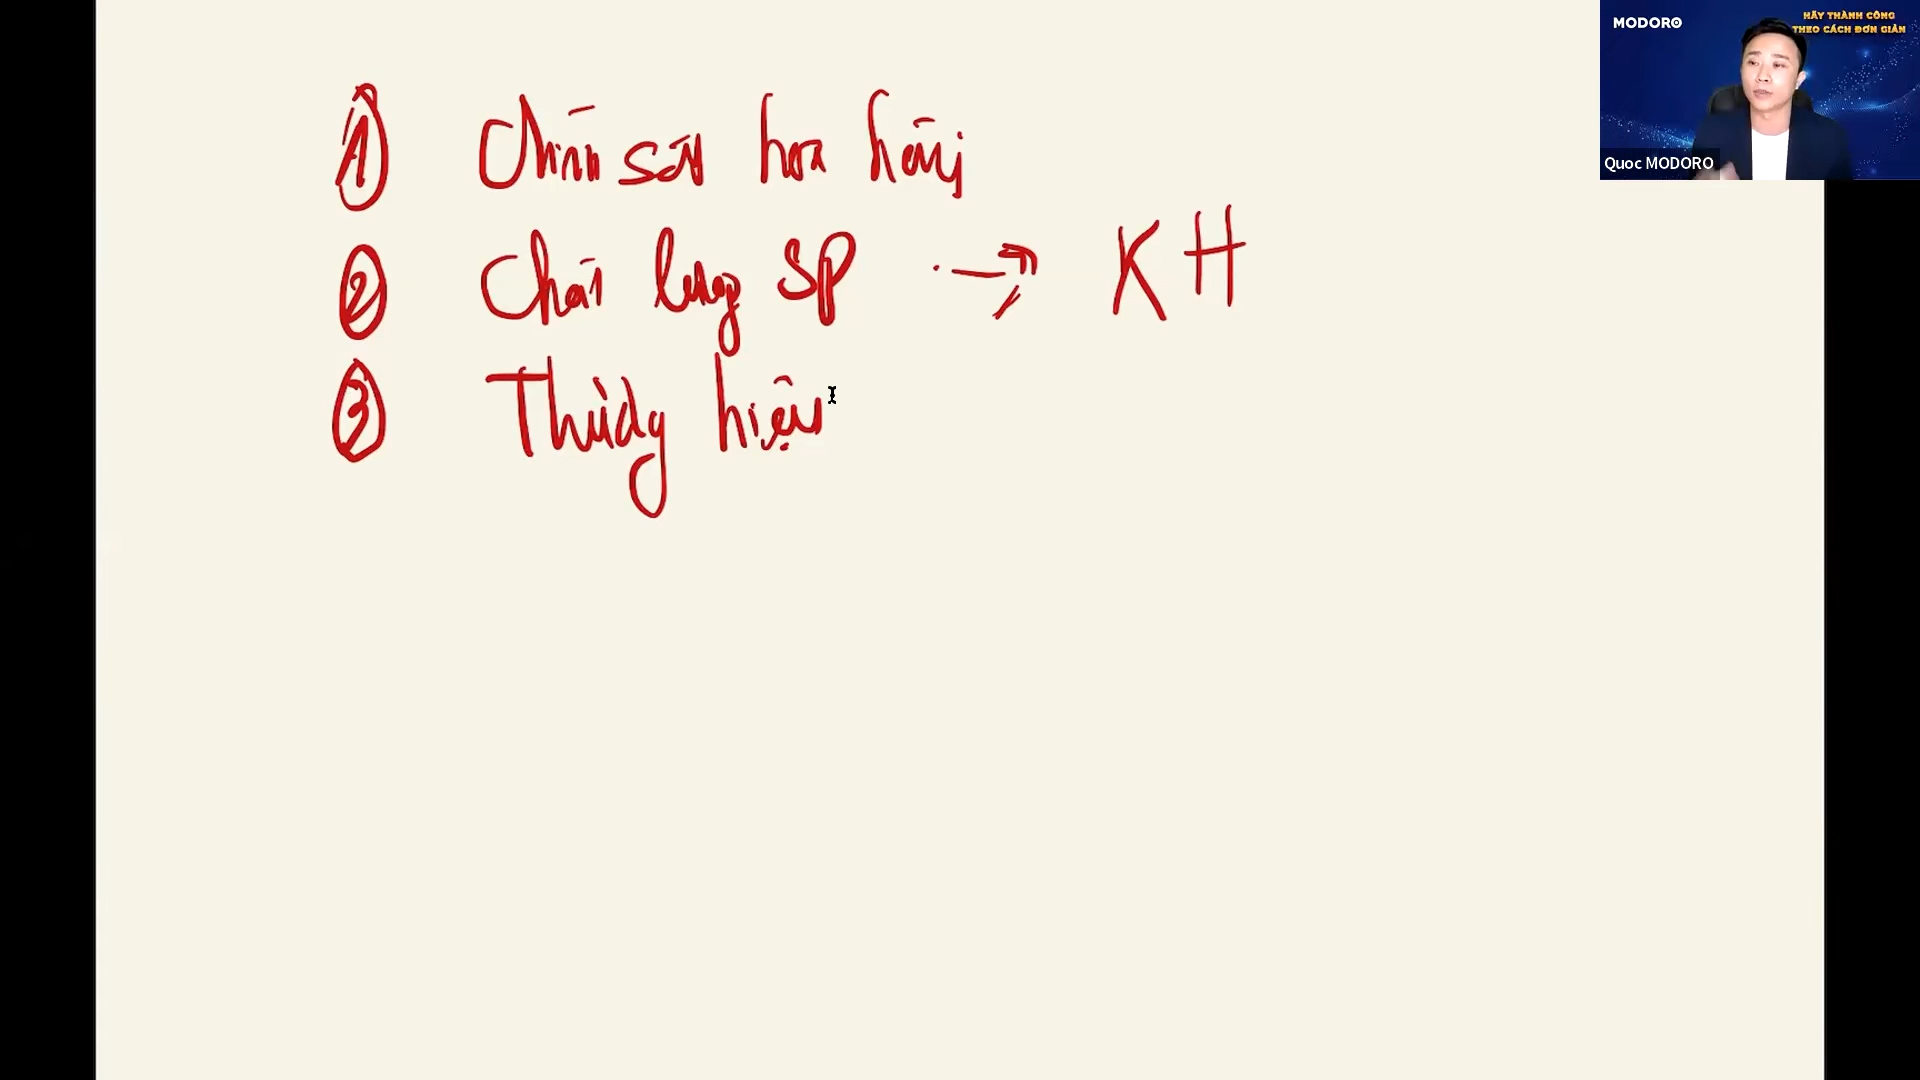 MODORO
HÃY THÀNH CÔNG
THEO CÁCH ĐƠN GIẢN
Quoc MODORO
① Chính sách hoa hồng
② Chất lượng SP → KH
③ Thương hiệu